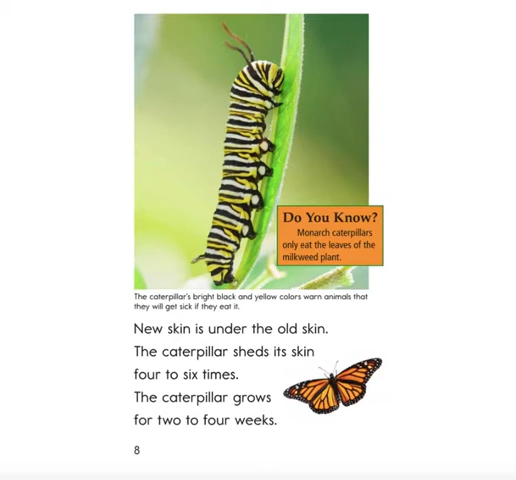 Do You Know?
Monarch caterpillars
only eat the leaves of the
milkweed plant.
The caterpillar's bright black and yellow colors warn animals that
they will get sick if they eat it.
New skin is under the old skin.
The caterpillar sheds its skin
four to six times.
The caterpillar grows
for two to four weeks.
8